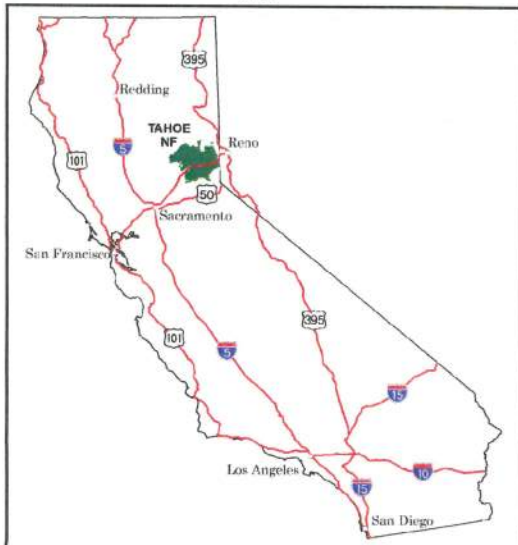 395
Redding
TAHOE
NF
Reno
101
5
50
Sacramento
San Francisco
395
101
5
15
Los Angeles
10
15
San Diego